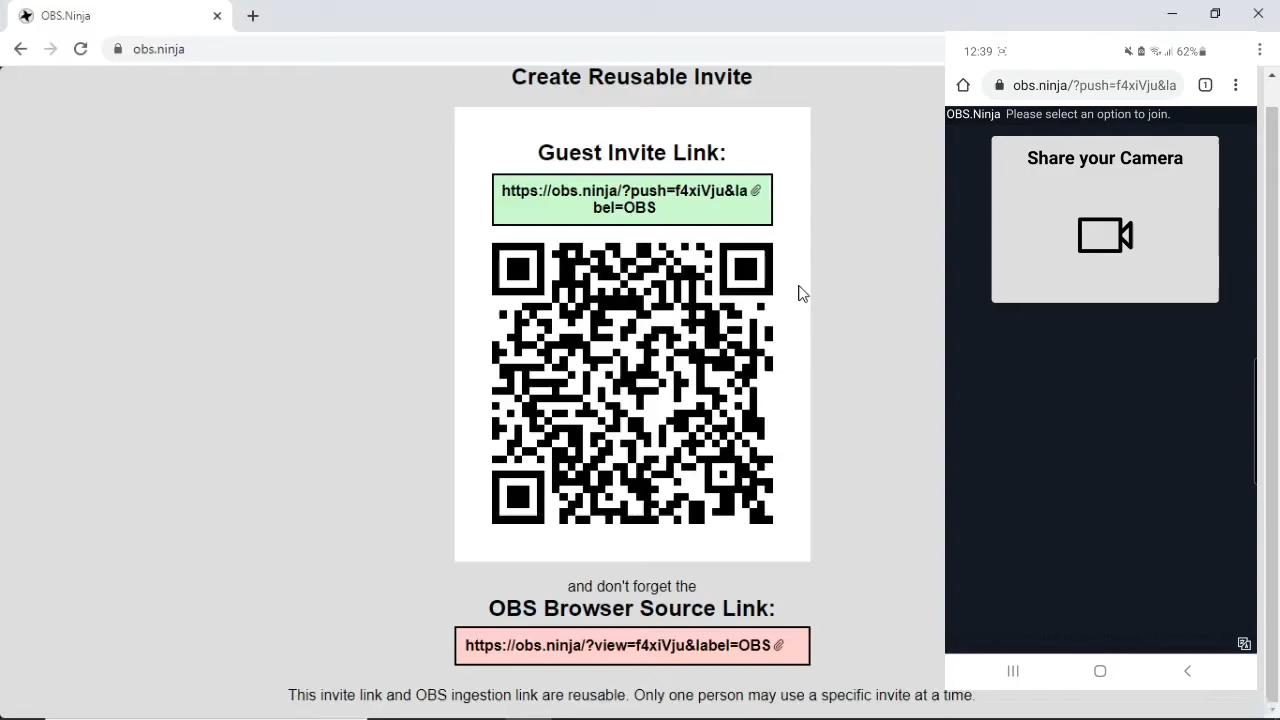 OBS.Ninja
obs.ninja
Create Reusable Invite
Guest Invite Link:
https://obs.ninja/?push=f4xiVju&la
bel=OBS
and don't forget the
OBS Browser Source Link:
https://obs.ninja/?view=f4xiVju&label=OBS
This invite link and OBS ingestion link are reusable. Only one person may use a specific invite at a time.
12:39
62%
obs.ninja/?push=f4xiVju&la
1
OBS.Ninja Please select an option to join.
Share your Camera